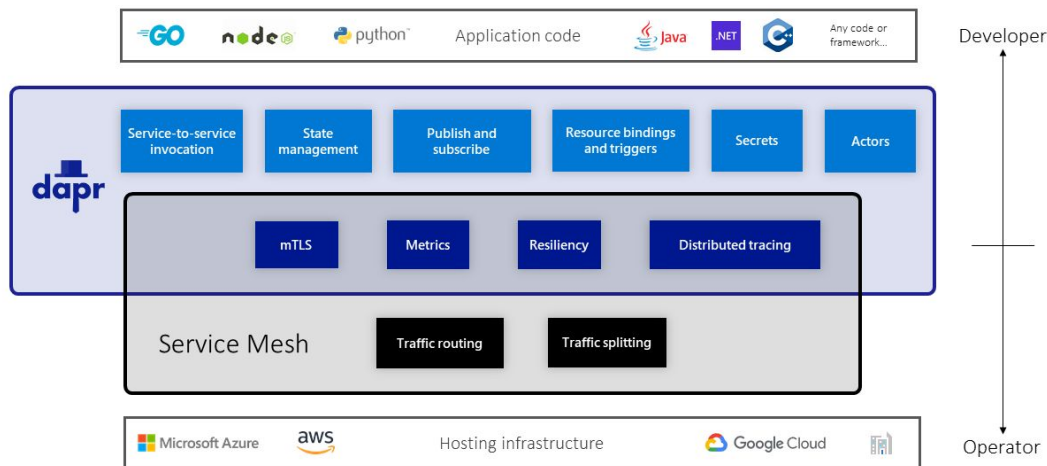 GO
node
JS
python
Application code
Java
.NET
C++
Any code or
framework...
Developer
Service-to-service
invocation
State
management
Publish and
subscribe
Resource bindings
and triggers
Secrets
Actors
dapr
mTLS
Metrics
Resiliency
Distributed tracing
Service Mesh
Traffic routing
Traffic splitting
Microsoft Azure
aws
Hosting infrastructure
Google Cloud
Operator